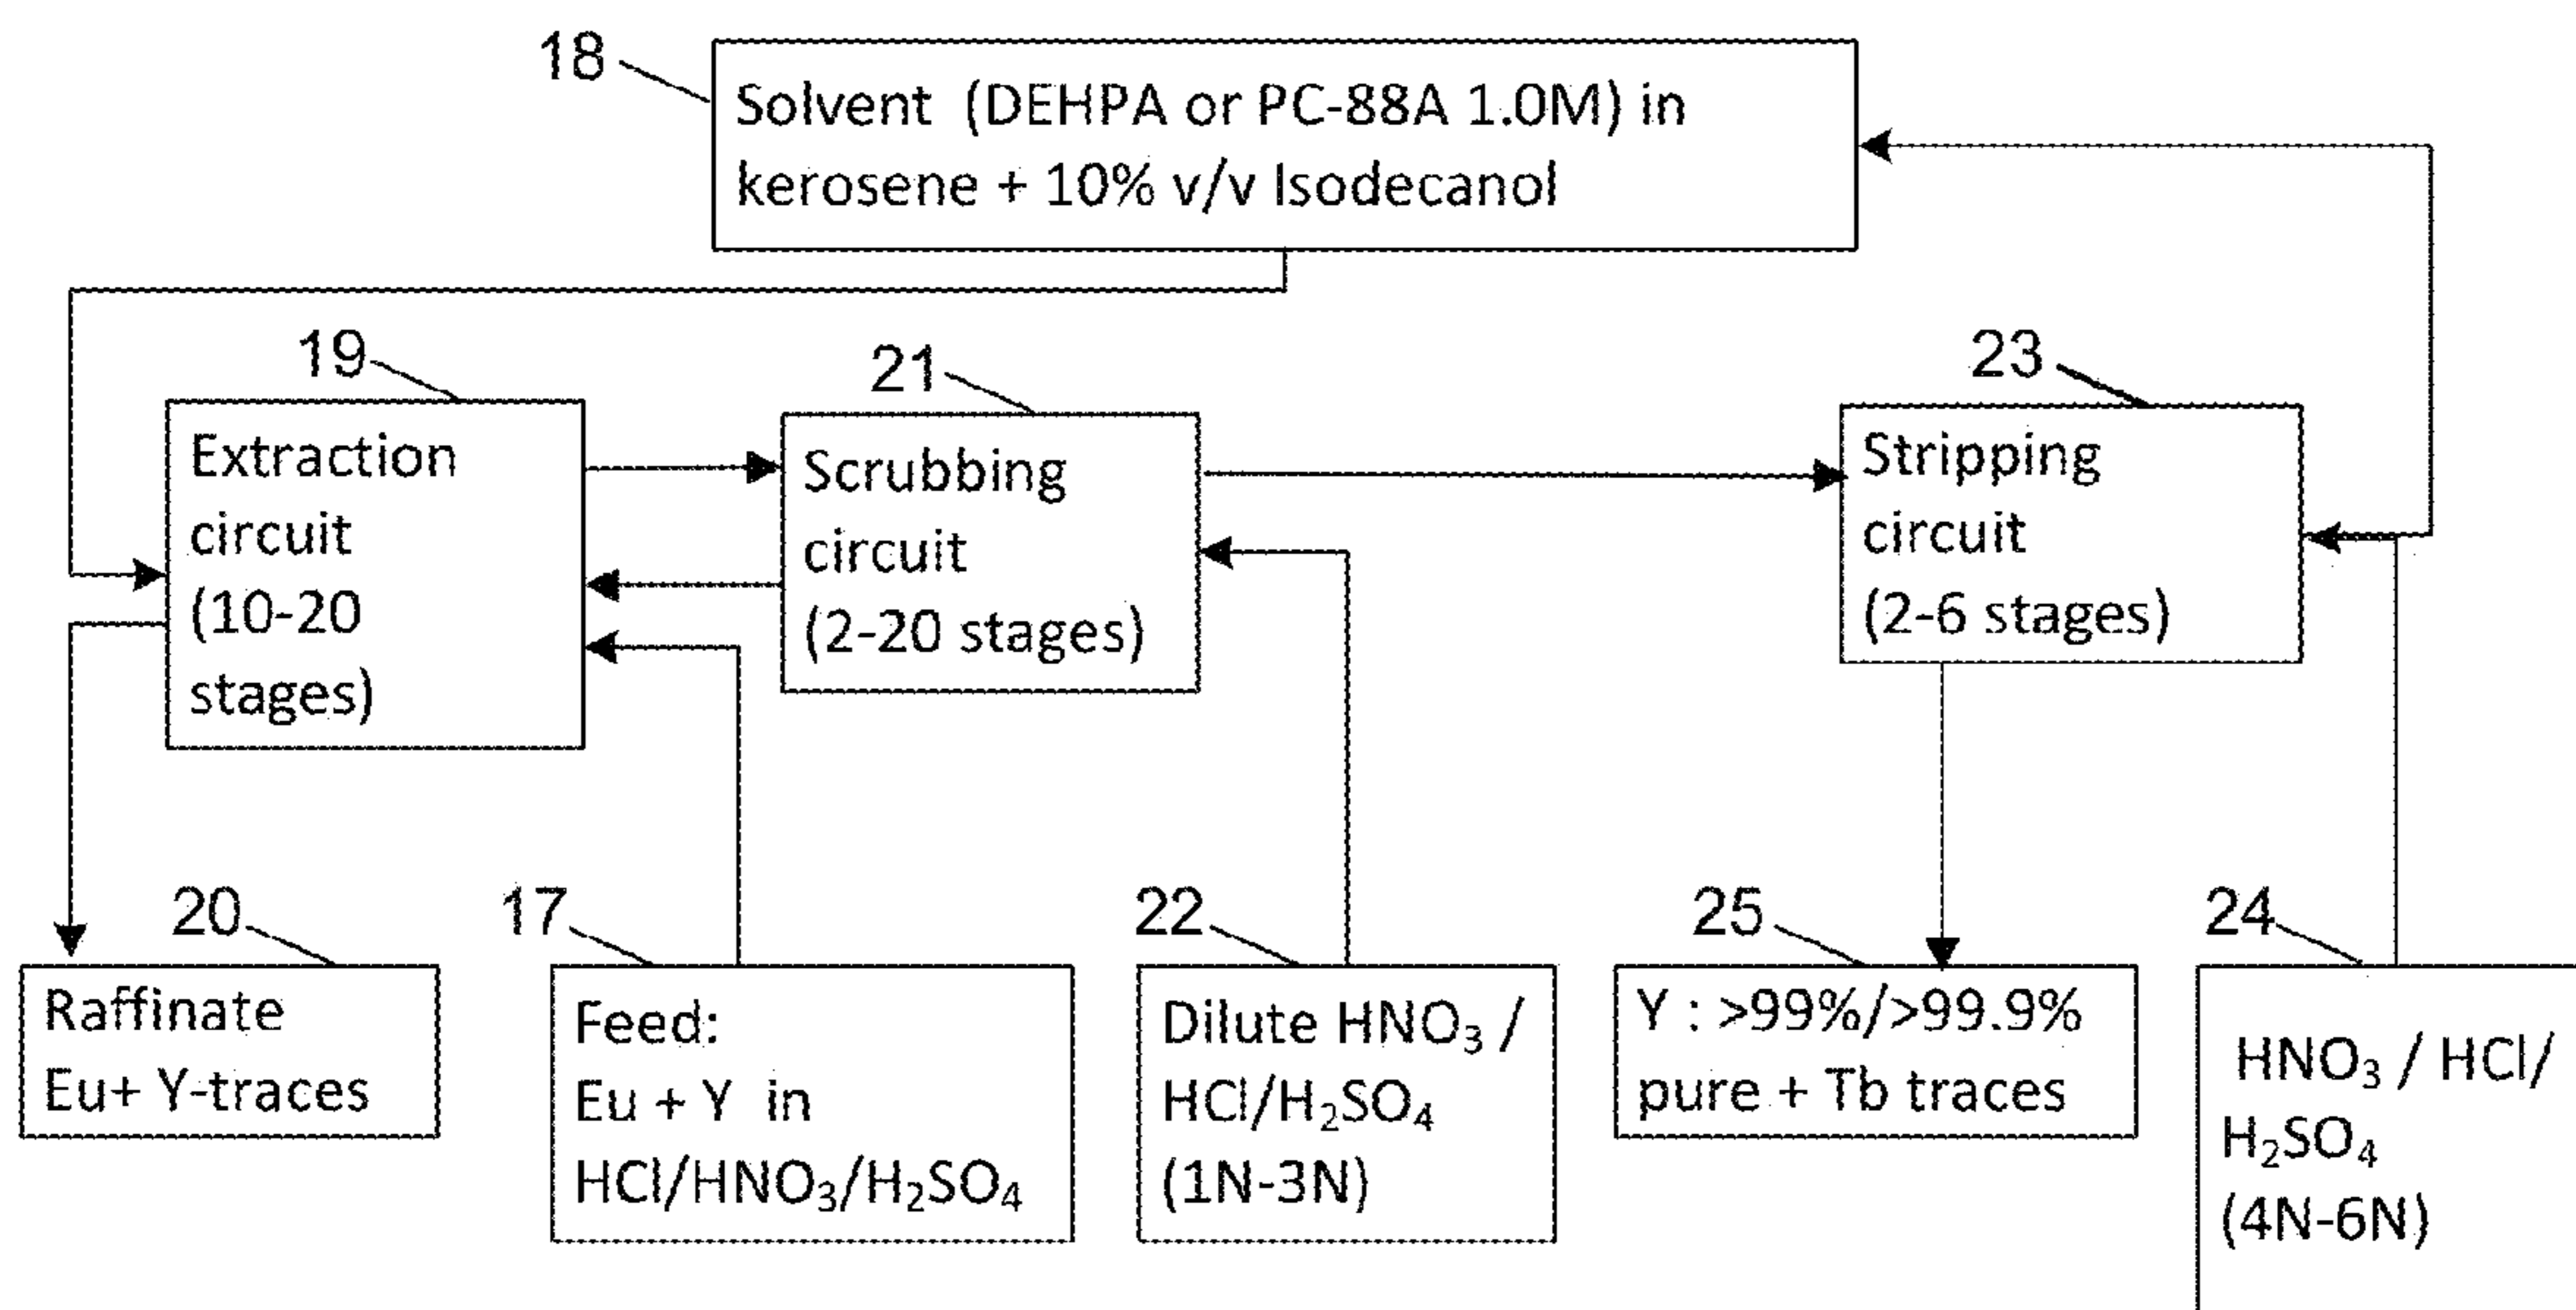 18
Solvent (DEHPA or PC-88A 1.0M) in
kerosene + 10% v/v Isodecanol
19
Extraction
circuit
(10-20
stages)
21
Scrubbing
circuit
(2-20 stages)
23
Stripping
circuit
(2-6 stages)
20
Raffinate
Eu+ Y-traces
17
Feed:
Eu + Y in
HCl/HNO₃/H₂SO₄
22
Dilute HNO₃ /
HCl/H₂SO₄
(1N-3N)
25
Y : >99%/>99.9%
pure + Tb traces
24
HNO₃ / HCl/
H₂SO₄
(4N-6N)